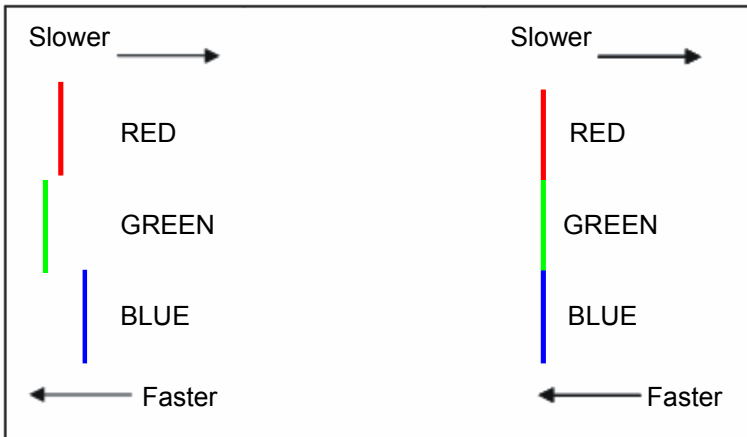 Slower
RED
GREEN
BLUE
Faster
Slower
RED
GREEN
BLUE
Faster